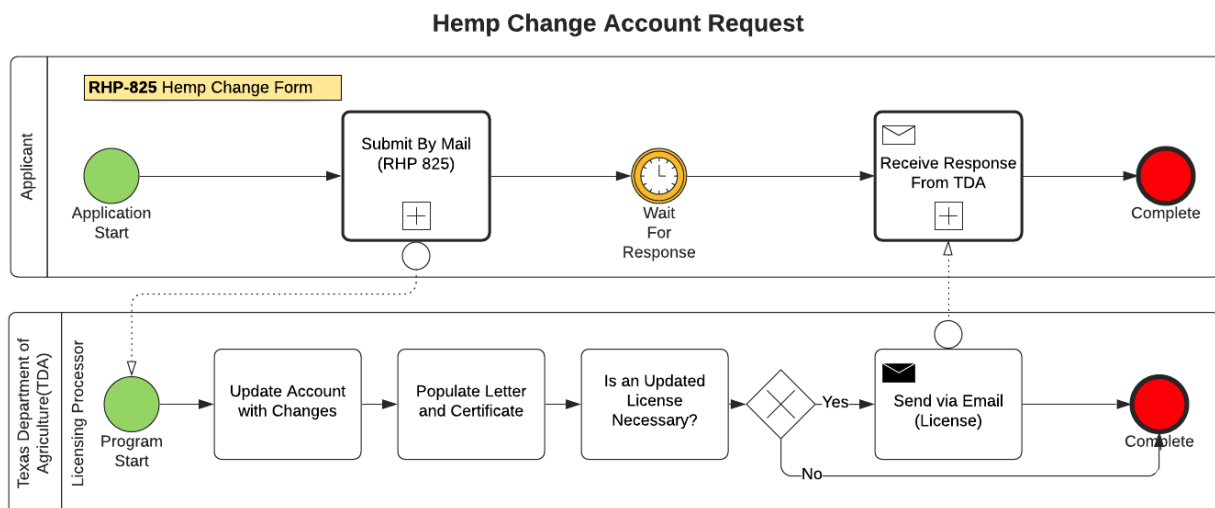 Hemp Change Account Request
Applicant
RHP-825 Hemp Change Form
Application
Start
Submit By Mail
(RHP 825)
Wait
For
Response
Receive Response
From TDA
Complete
Texas Department of
Agriculture(TDA)
Licensing Processor
Program
Start
Update Account
with Changes
Populate Letter
and Certificate
Is an Updated
License
Necessary?
Yes
No
Send via Email
(License)
Complete